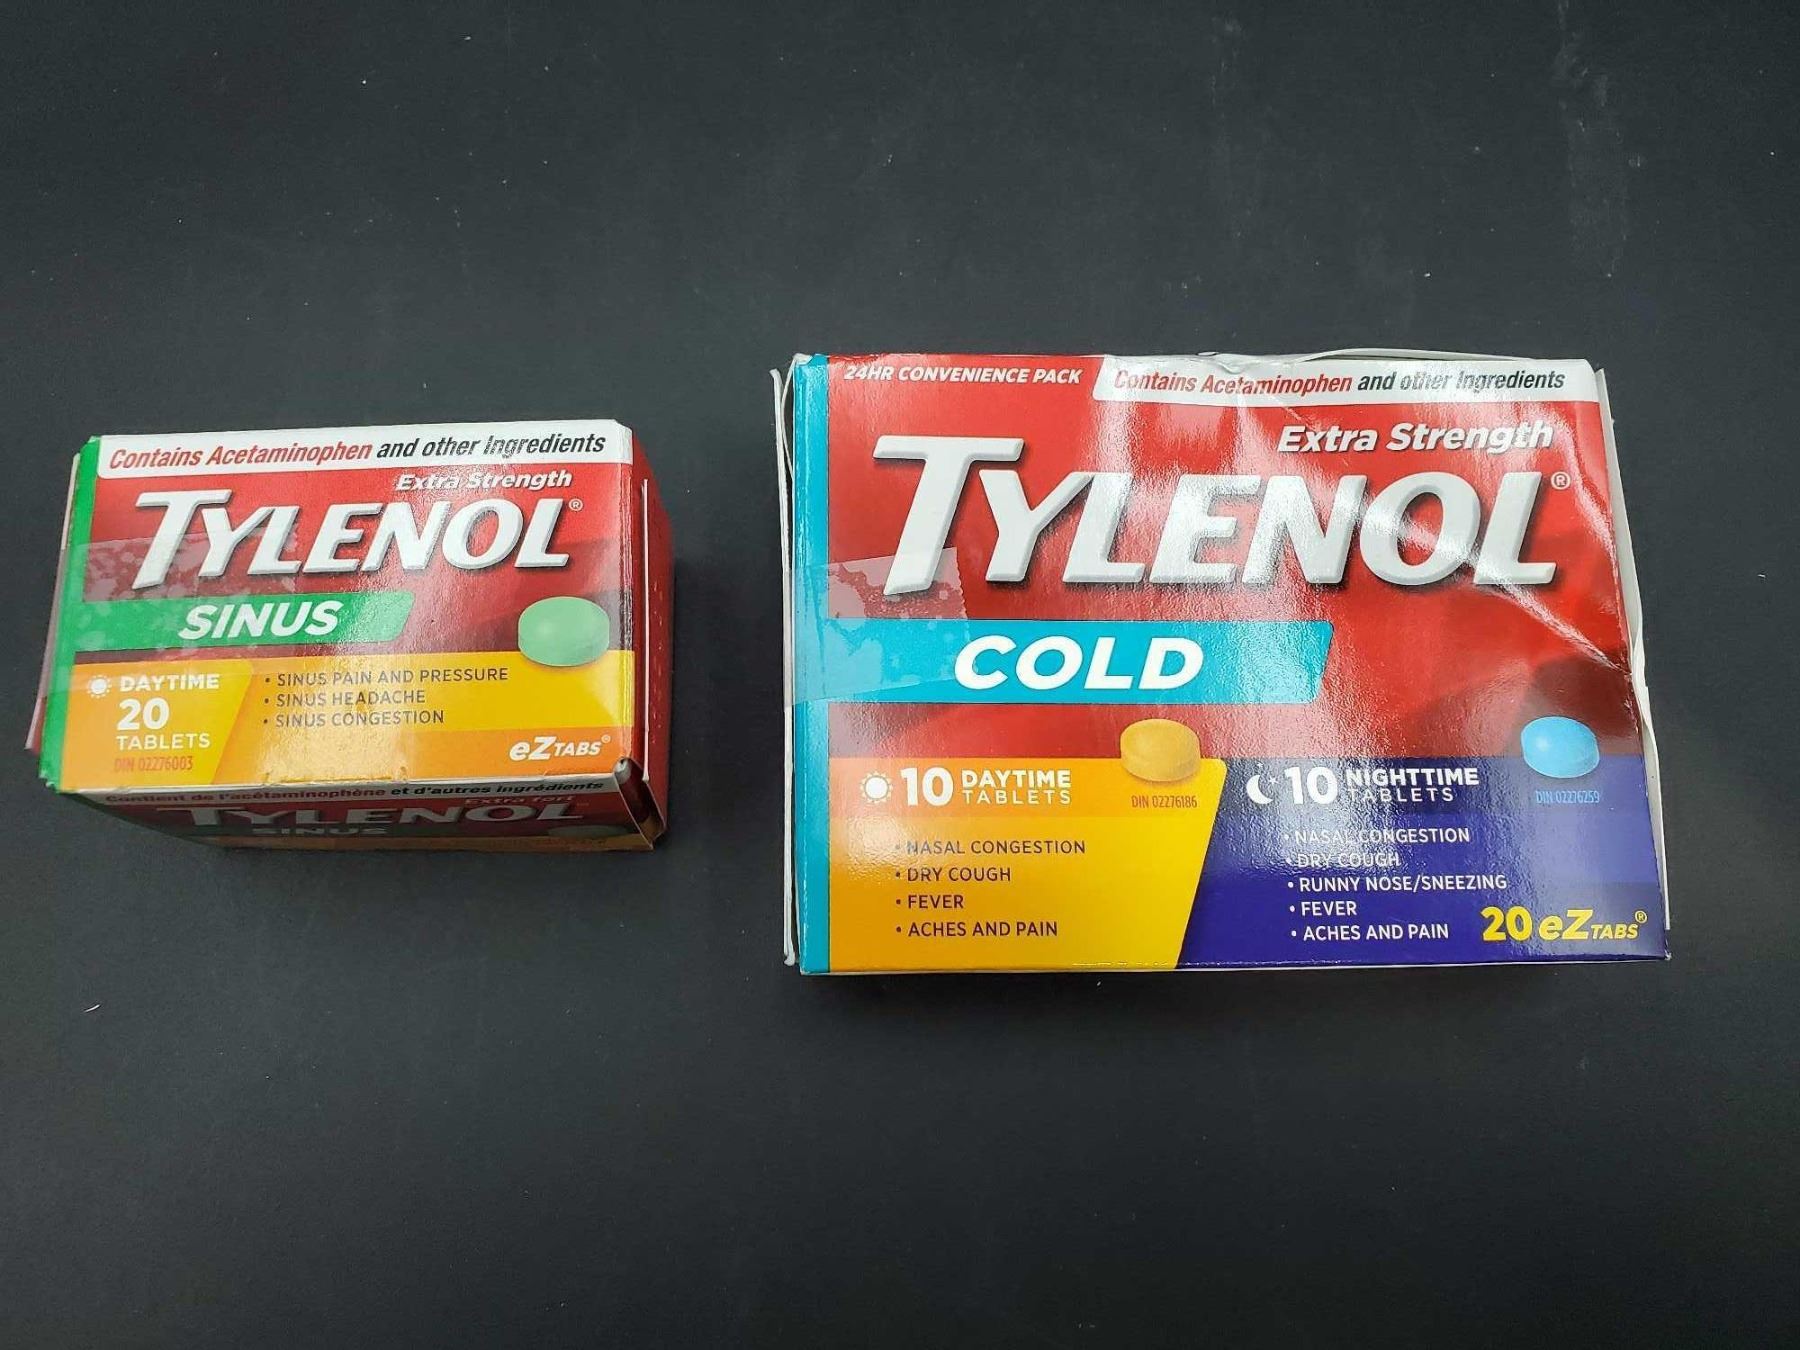 Contains Acetaminophen and other Ingredients
Extra Strength
TYLENOL®
SINUS
DAYTIME
20
TABLETS
DIN 02276003
• SINUS PAIN AND PRESSURE
• SINUS HEADACHE
• SINUS CONGESTION
eZTABS®
Contient de l'acétaminophène et d'autres ingrédients
Extra fort
TYLENOL
SINUS
24HR CONVENIENCE PACK
Contains Acetaminophen and other Ingredients
Extra Strength
TYLENOL®
COLD
10 DAYTIME
TABLETS
DIN 02276186
• NASAL CONGESTION
• DRY COUGH
• FEVER
• ACHES AND PAIN
10 NIGHTTIME
TABLETS
DIN 02276259
• NASAL CONGESTION
• DRY COUGH
• RUNNY NOSE/SNEEZING
• FEVER
• ACHES AND PAIN
20 eZTABS®